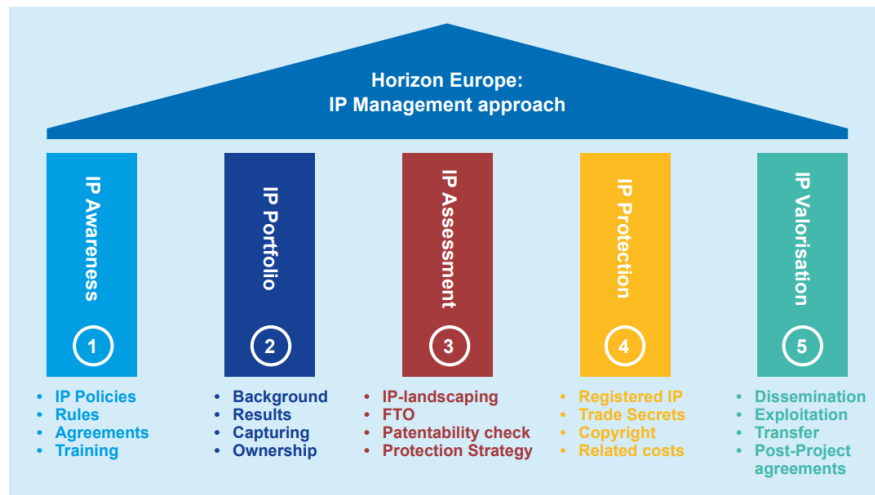 Horizon Europe:
IP Management approach
IP Awareness
1
• IP Policies
• Rules
• Agreements
• Training
IP Portfolio
2
• Background
• Results
• Capturing
• Ownership
IP Assessment
3
• IP-landscaping
• FTO
• Patentability check
• Protection Strategy
IP Protection
4
• Registered IP
• Trade Secrets
• Copyright
• Related costs
IP Valorisation
5
• Dissemination
• Exploitation
• Transfer
• Post-Project
agreements